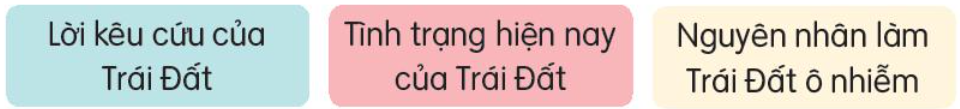 Lời kêu cứu của
Trái Đất
Tình trạng hiện nay
của Trái Đất
Nguyên nhân làm
Trái Đất ô nhiễm